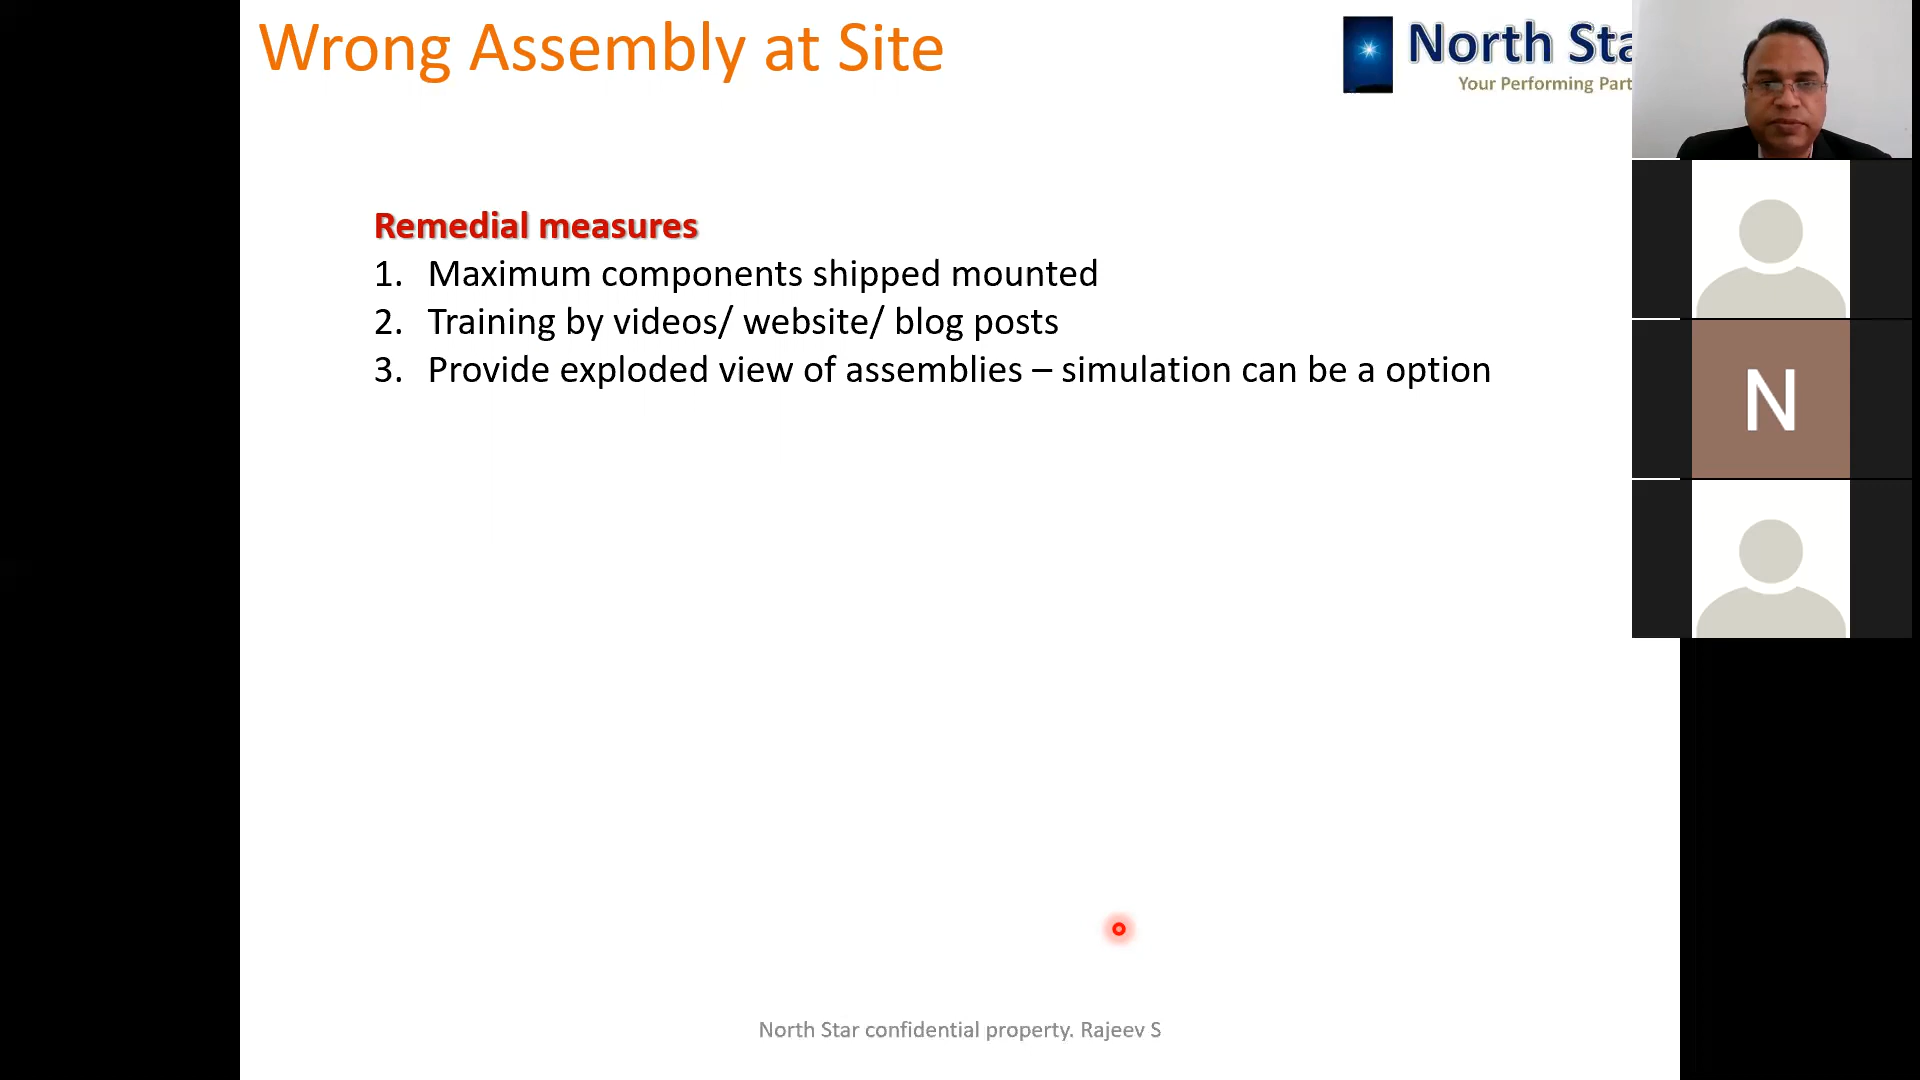 Wrong Assembly at Site
North Sta
Your Performing Part
Remedial measures
1. Maximum components shipped mounted
2. Training by videos/ website/ blog posts
3. Provide exploded view of assemblies – simulation can be a option
N
North Star confidential property. Rajeev S